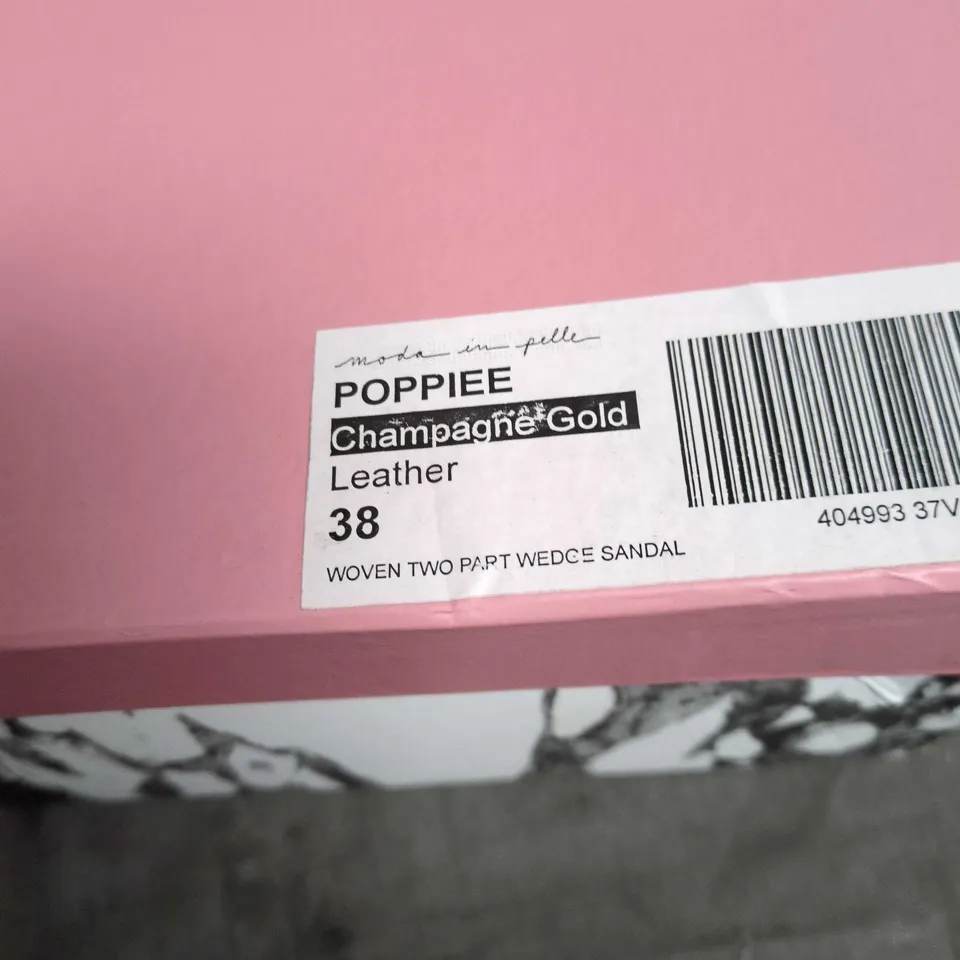 moda in pelle
POPPIEE
Champagne Gold
Leather
38
WOVEN TWO PART WEDGE SANDAL
404993 37V